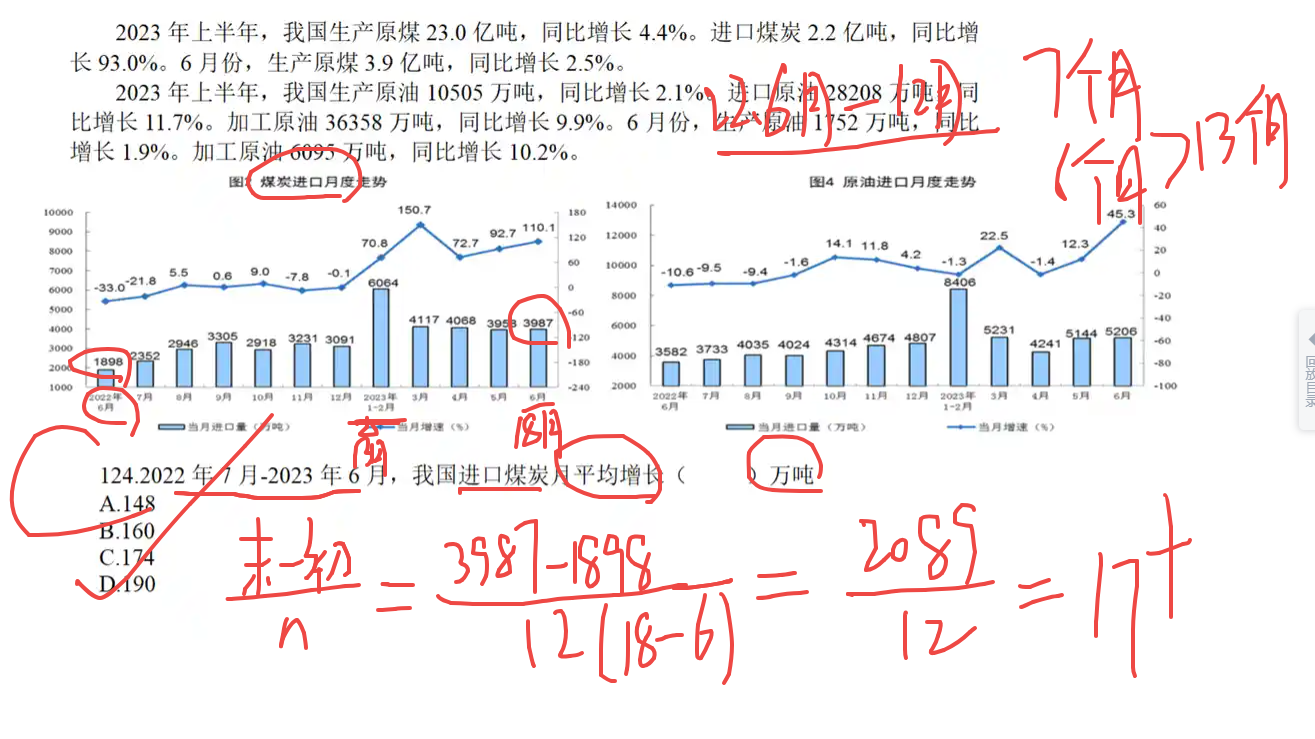 2023 年上半年，我国生产原煤 23.0 亿吨，同比增长 4.4%。进口煤炭 2.2 亿吨，同比增
长 93.0%。6 月份，生产原煤 3.9 亿吨，同比增长 2.5%。
2023 年上半年，我国生产原油 10505 万吨，同比增长 2.1%。进口原油 28208 万吨，同
比增长 11.7%。加工原油 36358 万吨，同比增长 9.9%。6 月份，生产原油 1752 万吨，同比
增长 1.9%。加工原油 6095 万吨，同比增长 10.2%。
22.6月—12月
7个月
6个月
13个月
煤炭进口月度走势
10000
9000
8000
7000
6000
5000
4000
3000
2000
1000
-33.0 -21.8 5.5 0.6 9.0 -7.8 -0.1 70.8 150.7 72.7 92.7 110.1
1898 2352 2946 3305 2918 3231 3091 6064 4117 4068 3958 3987
180
120
60
0
-60
-120
-180
-240
2022年 6月 7月 8月 9月 10月 11月 12月 2023年 1-2月 3月 4月 5月 6月
当月进口量（万吨） 当月增速（%）
图4 原油进口月度走势
14000
12000
10000
8000
6000
4000
2000
-10.6 -9.5 -9.4 -1.6 14.1 11.8 4.2 -1.3 22.5 -1.4 12.3 45.3
3582 3733 4035 4024 4314 4674 4807 8406 5231 4241 5144 5206
60
40
20
0
-20
-40
-60
-80
-100
2022年 6月 7月 8月 9月 10月 11月 12月 2023年 1-2月 3月 4月 5月 6月
当月进口量（万吨） 当月增速（%）
18月
124.2022 年 7 月-2023 年 6 月，我国进口煤炭月平均增长（ ）万吨
A.148
B.160
C.174
D.190
末-初
n
=
3987-1898
12(18-6)
=
2089
12
=
17+
回放目录